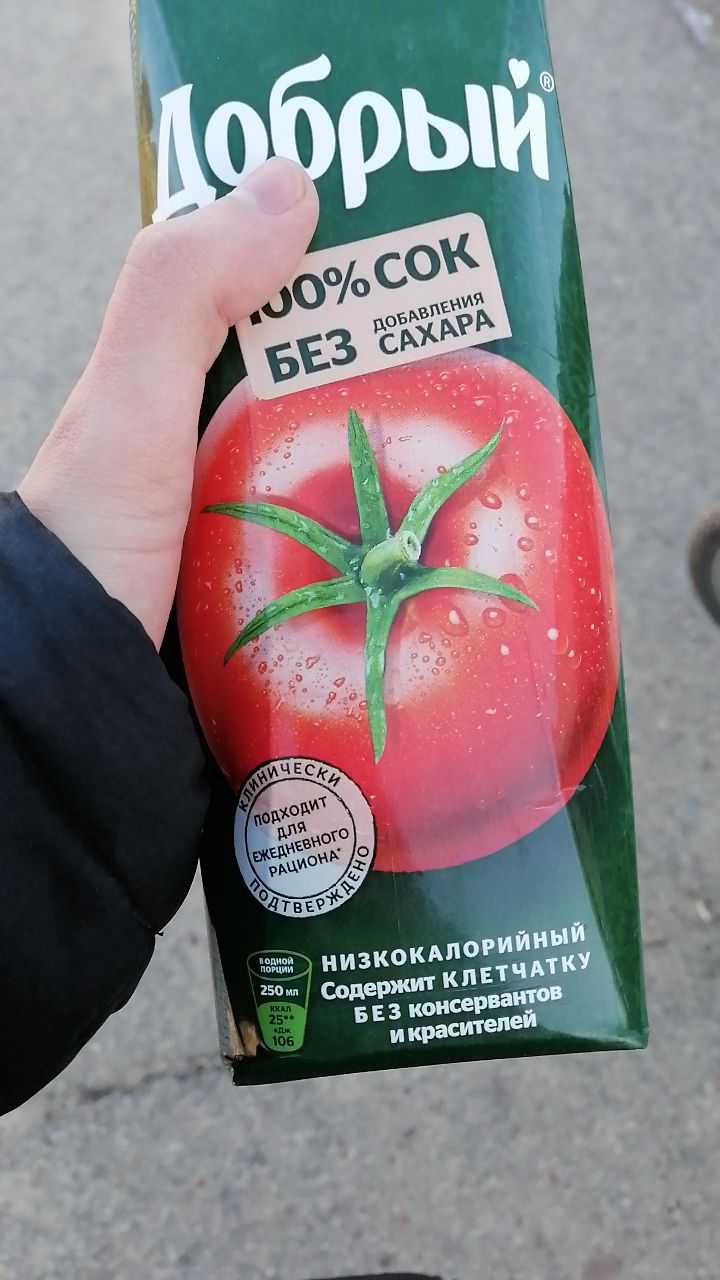 Добрый®
100% СОК
БЕЗ ДОБАВЛЕНИЯ
САХАРА
КЛИНИЧЕСКИ
ПОДХОДИТ
ДЛЯ
ЕЖЕДНЕВНОГО
РАЦИОНА*
ПОДТВЕРЖДЕНО
В ОДНОЙ
ПОРЦИИ
250 мл
ККАЛ
25**
кДж
106
НИЗКОКАЛОРИЙНЫЙ
Содержит КЛЕТЧАТКУ
БЕЗ консервантов
и красителей